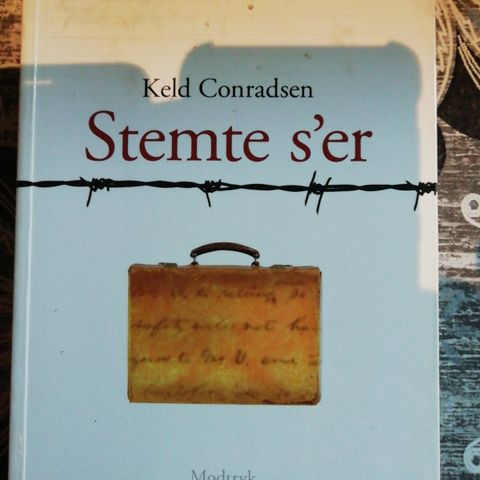 Keld Conradsen
Stemte s'er
Modtryk